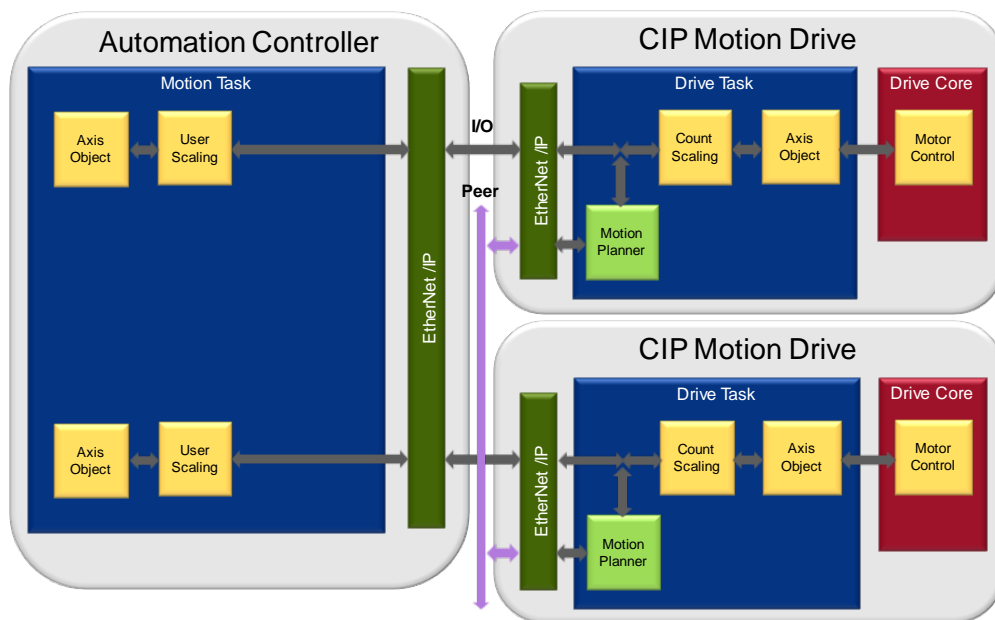 Automation Controller
Motion Task
Axis
Object
User
Scaling
Axis
Object
User
Scaling
EtherNet /IP
I/O
Peer
CIP Motion Drive
EtherNet /IP
Drive Task
Count
Scaling
Axis
Object
Motion
Planner
Drive Core
Motor
Control
CIP Motion Drive
EtherNet /IP
Drive Task
Count
Scaling
Axis
Object
Motion
Planner
Drive Core
Motor
Control